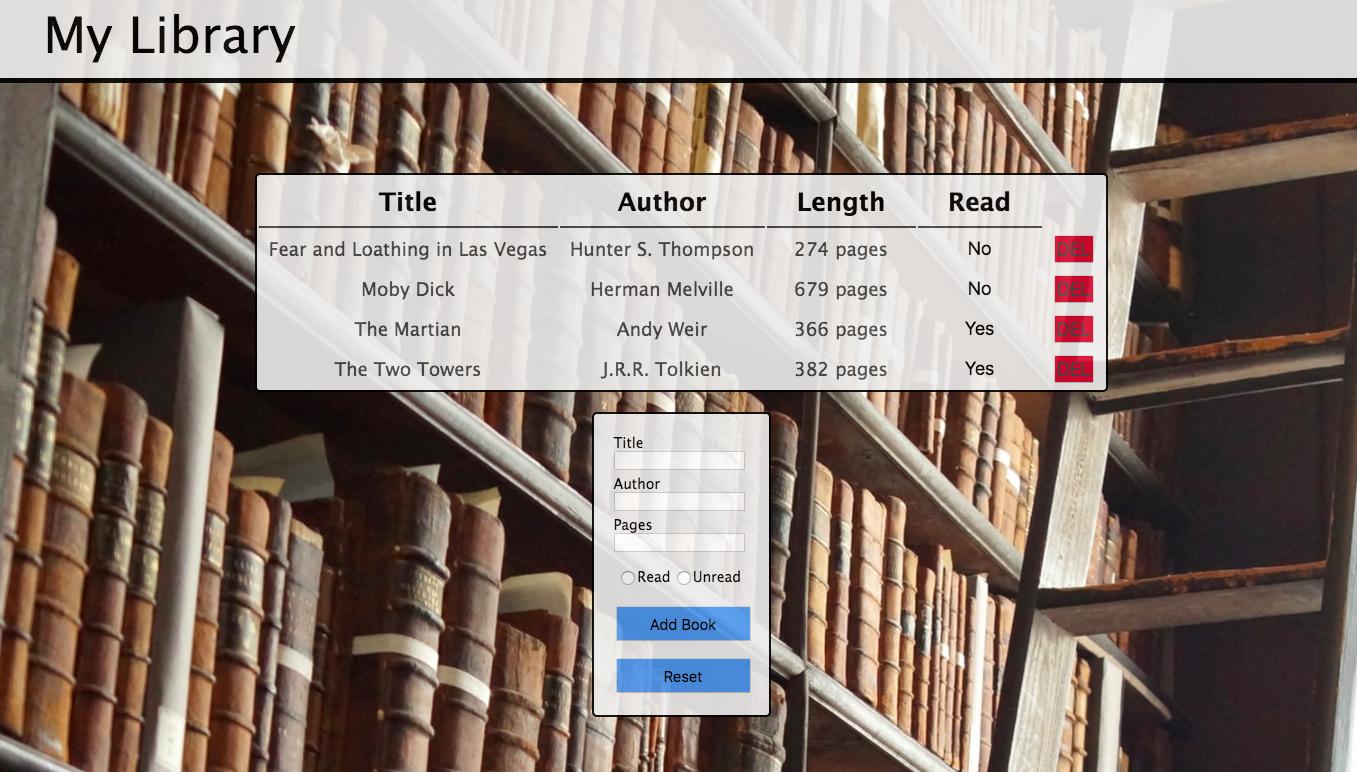 My Library
Title Author Length Read
Fear and Loathing in Las Vegas Hunter S. Thompson 274 pages No DEL
Moby Dick Herman Melville 679 pages No DEL
The Martian Andy Weir 366 pages Yes DEL
The Two Towers J.R.R. Tolkien 382 pages Yes DEL
Title
Author
Pages
Read Unread
Add Book
Reset